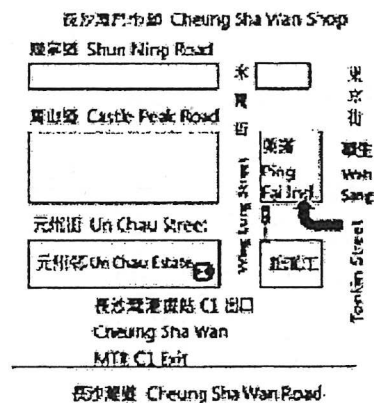 長沙灣門市部 Cheung Sha Wan Shop
順寧道 Shun Ning Road
東京街
永隆街
青山道 Castle Peak Road
Ping
Fai Ind.
Wah
Sang
元州街 Un Chau Street
Wing Lung Street
Tonkin Street
元州邨 Un Chau Estate
長沙灣港鐵站 C1 出口
Cheung Sha Wan
MTR C1 Exit
長沙灣道 Cheung Sha Wan Road